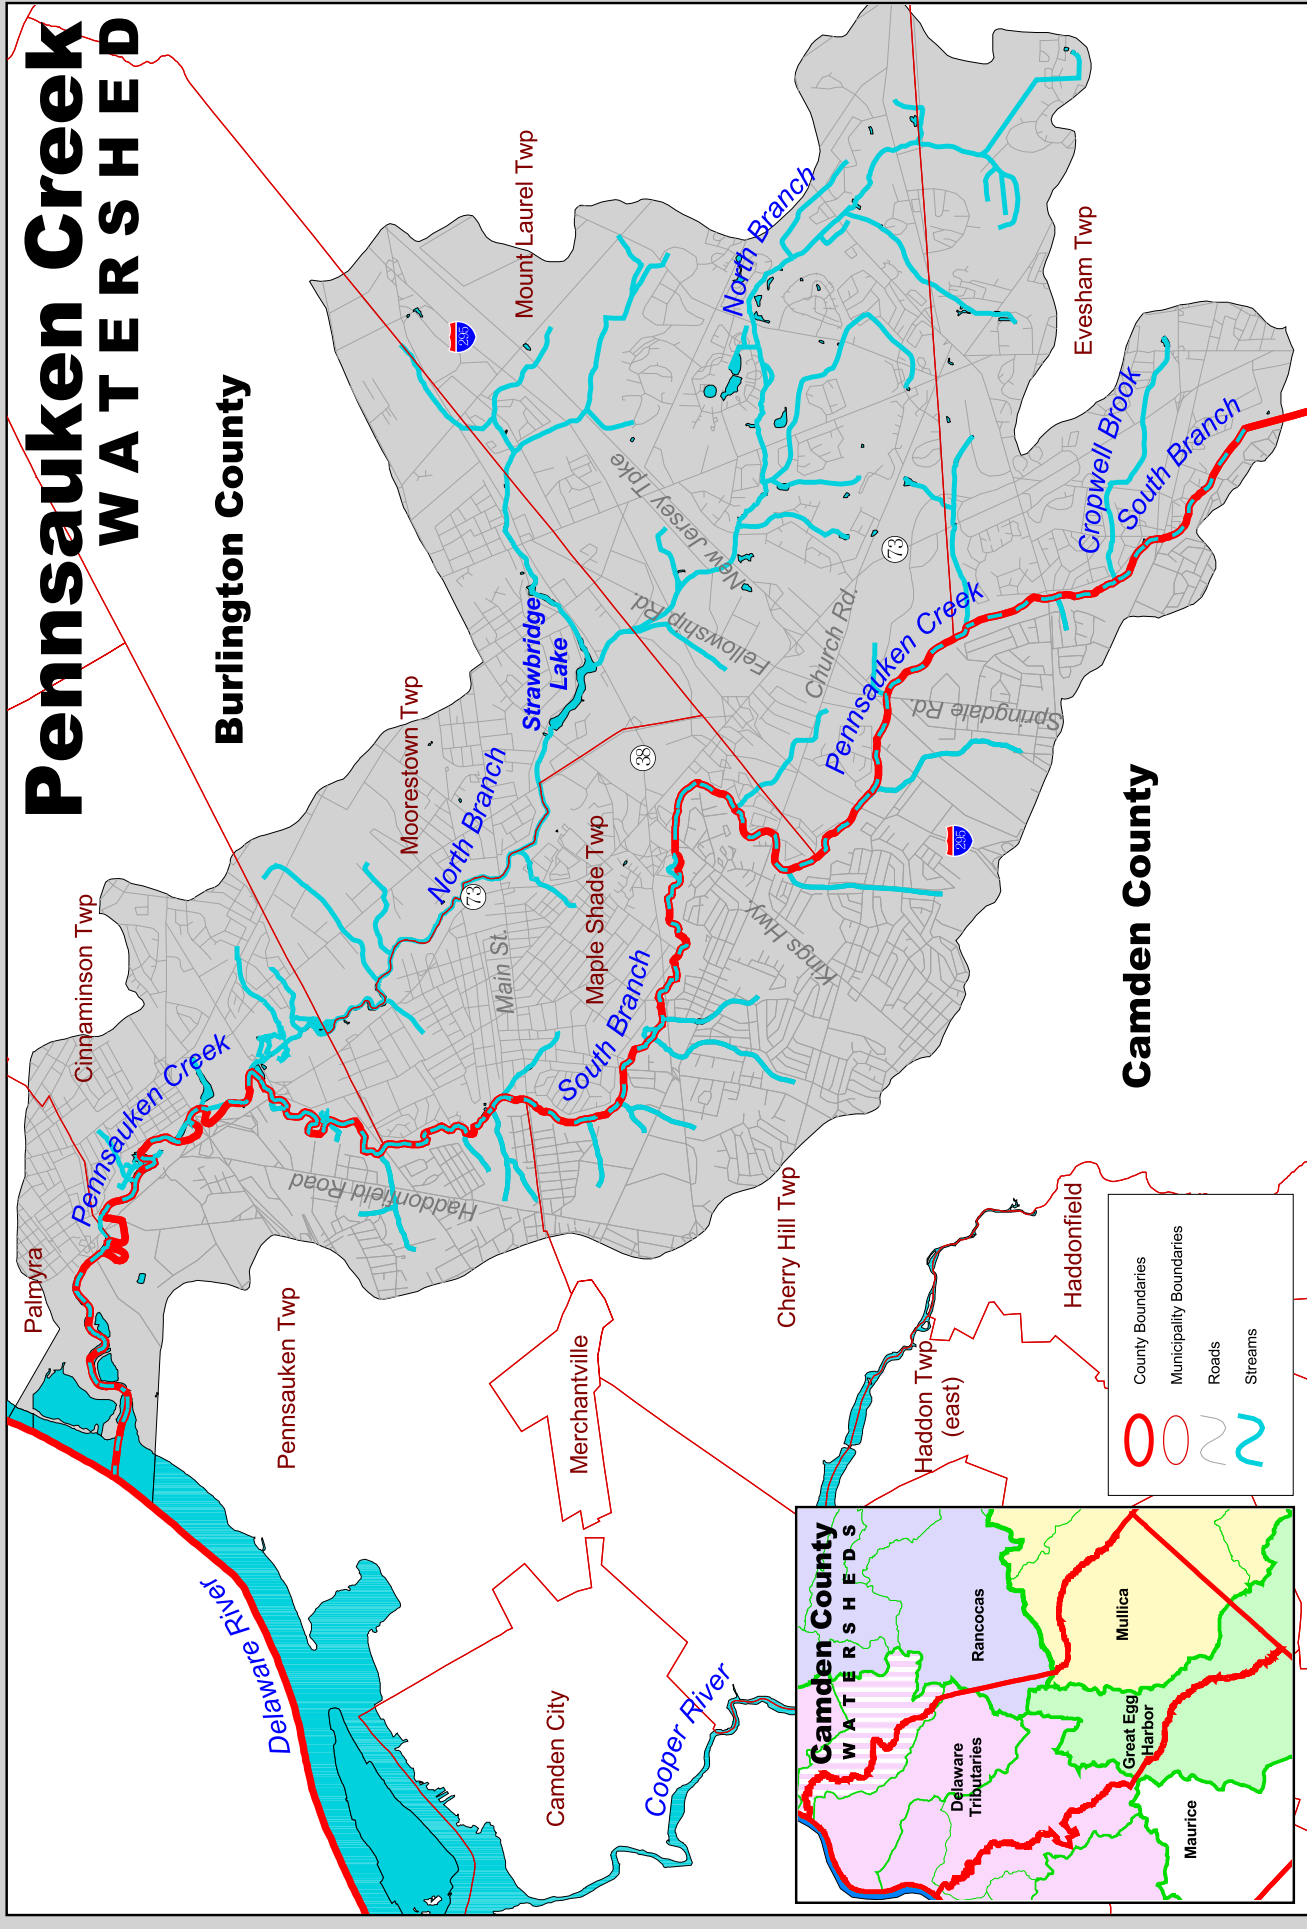 Pennsauken Creek
WATERSHED
Burlington County
Camden County
Cinnaminson Twp
Moorestown Twp
Mount Laurel Twp
Evesham Twp
Maple Shade Twp
Palmyra
Pennsauken Twp
Merchantville
Cherry Hill Twp
Haddonfield
Haddon Twp
(east)
Camden City
Delaware River
Cooper River
Pennsauken Creek
North Branch
Strawbridge
Lake
North Branch
South Branch
Pennsauken Creek
Cropwell Brook
South Branch
Haddonfield Road
Main St.
Kings Hwy.
Fellowship Rd.
New Jersey Tpke
Church Rd.
Springdale Rd.
295
73
38
73
295
County Boundaries
Municipality Boundaries
Roads
Streams
Camden County
WATERSHEDS
Rancocas
Mullica
Delaware
Tributaries
Great Egg
Harbor
Maurice